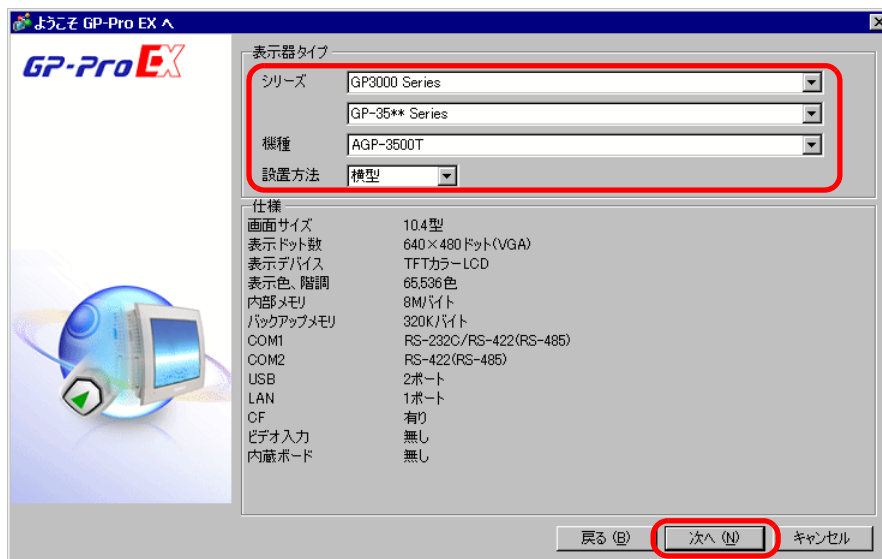 ようこそ GP-Pro EX へ
GP-Pro EX
表示器タイプ
シリーズ GP3000 Series
GP-35** Series
機種 AGP-3500T
設置方法 横型
仕様
画面サイズ 10.4型
表示ドット数 640×480ドット(VGA)
表示デバイス TFTカラーLCD
表示色、階調 65,536色
内部メモリ 8Mバイト
バックアップメモリ 320Kバイト
COM1 RS-232C/RS-422(RS-485)
COM2 RS-422(RS-485)
USB 2ポート
LAN 1ポート
CF 有り
ビデオ入力 無し
内蔵ボード 無し
戻る (B) 次へ (N) キャンセル